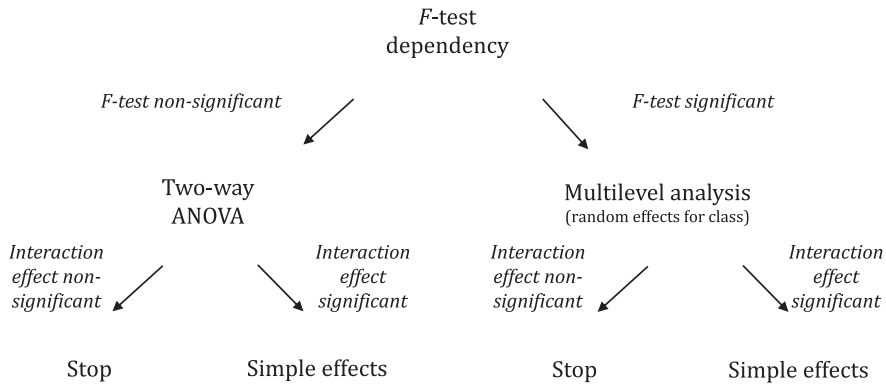 F-test
dependency
F-test non-significant
F-test significant
Two-way
ANOVA
Multilevel analysis
(random effects for class)
Interaction
effect non-
significant
Interaction
effect
significant
Interaction
effect non-
significant
Interaction
effect
significant
Stop
Simple effects
Stop
Simple effects